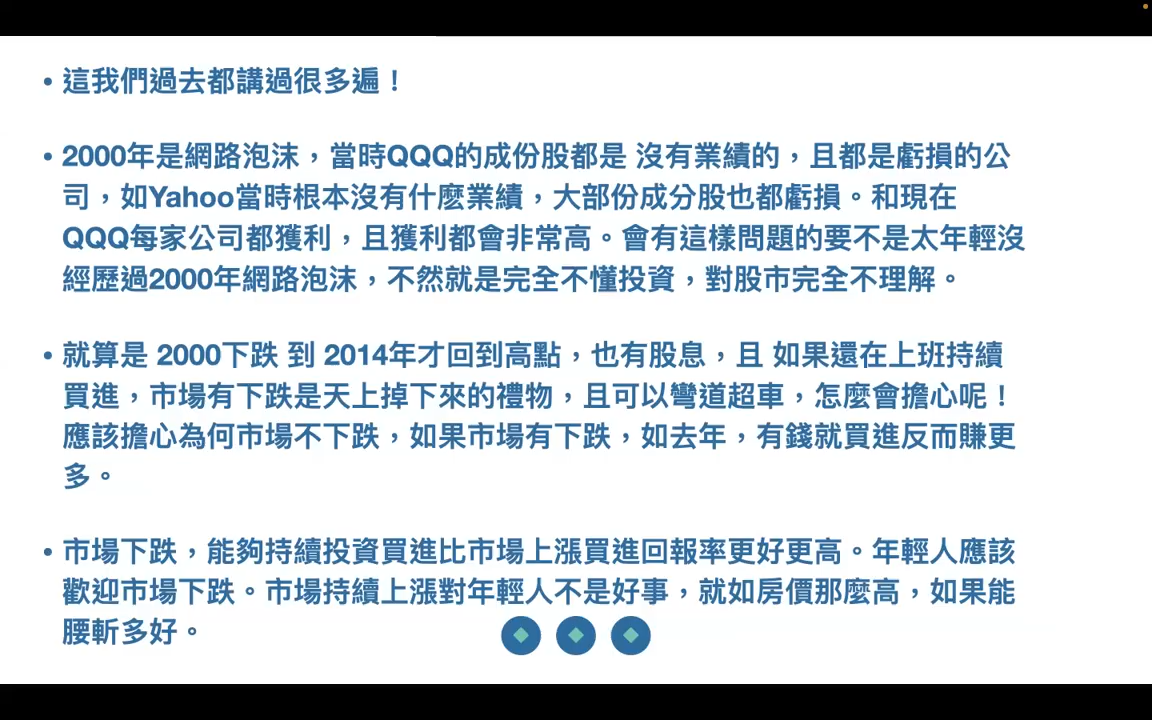 • 這我們過去都講過很多遍！
• 2000年是網路泡沫，當時QQQ的成份股都是 沒有業績的，且都是虧損的公
司，如Yahoo當時根本沒有什麼業績，大部份成分股也都虧損。和現在
QQQ每家公司都獲利，且獲利都會非常高。會有這樣問題的要不是太年輕沒
經歷過2000年網路泡沫，不然就是完全不懂投資，對股市完全不理解。
• 就算是 2000下跌 到 2014年才回到高點，也有股息，且 如果還在上班持續
買進，市場有下跌是天上掉下來的禮物，且可以彎道超車，怎麼會擔心呢！
應該擔心為何市場不下跌，如果市場有下跌，如去年，有錢就買進反而賺更
多。
• 市場下跌，能夠持續投資買進比市場上漲買進回報率更好更高。年輕人應該
歡迎市場下跌。市場持續上漲對年輕人不是好事，就如房價那麼高，如果能
腰斬多好。